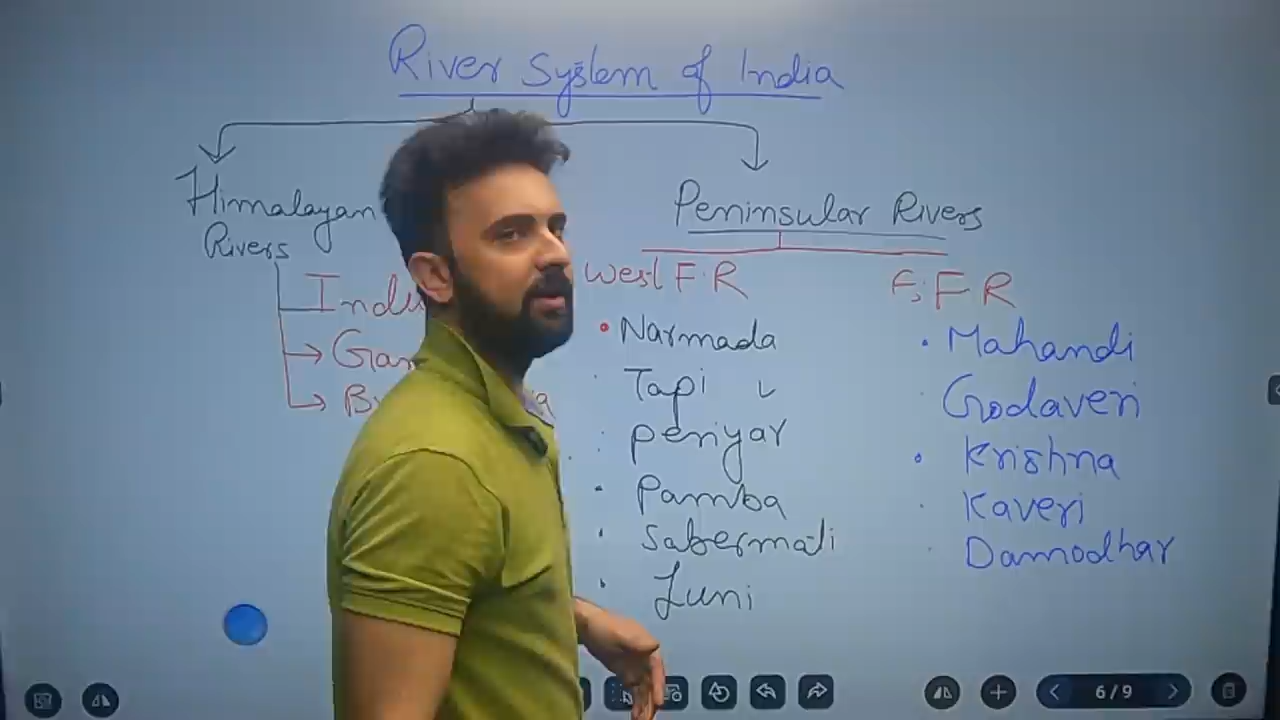 River System of India
Himalayan
Rivers
Peninsular Rivers
West F.R
F R
Narmada
Tapi
Periyar
Pamba
Sabermati
Luni
Mahandi
Godaveri
Krishna
Kaveri
Damodhar
6/9